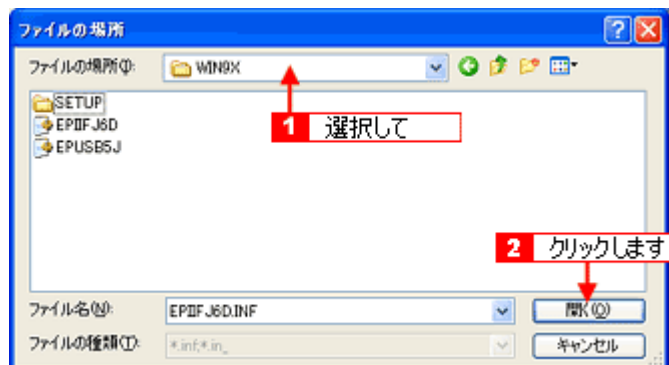 ファイルの場所
ファイルの場所(I):
WIN9X
SETUP
EPIIFJ6D
EPUSB5J
1 選択して
2 クリックします
ファイル名(N):
EPIIFJ6D.INF
開く(O)
ファイルの種類(T):
*.inf;*.in_
キャンセル